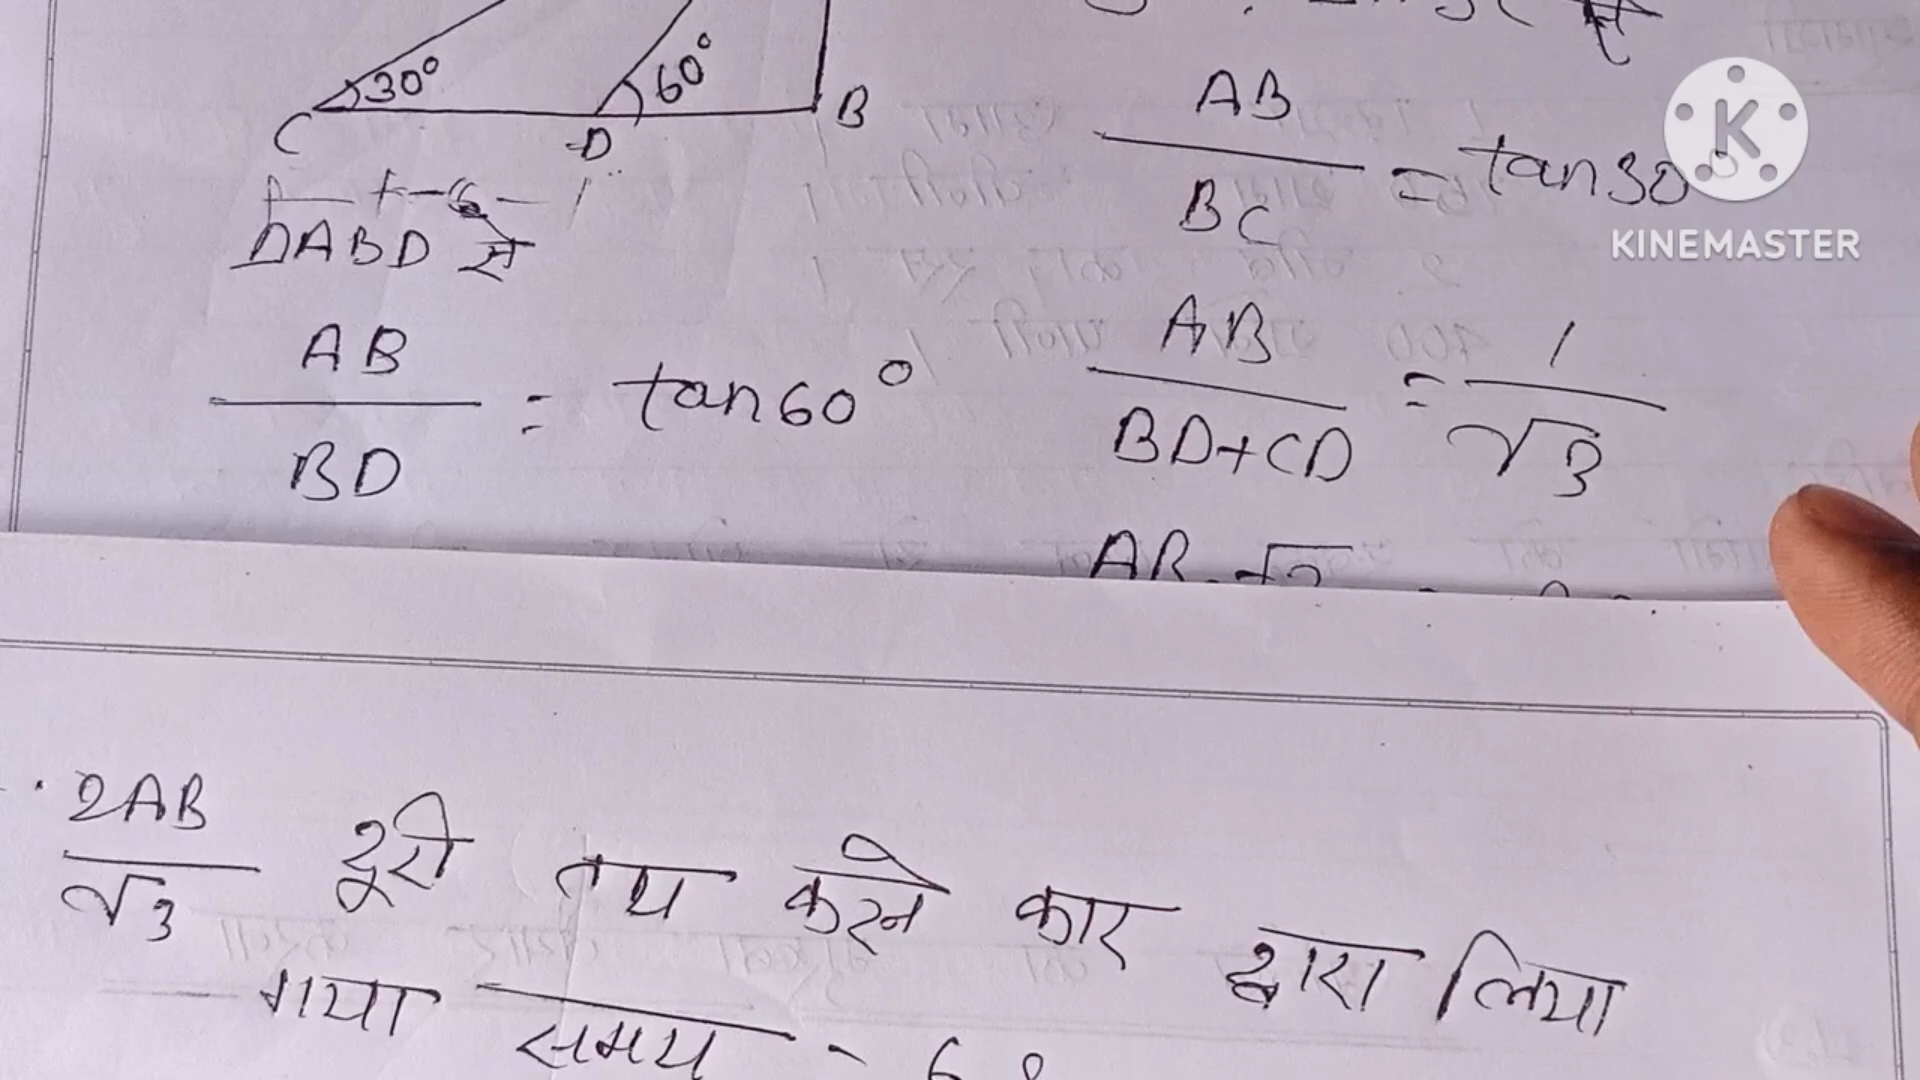 30°
60°
C
D
B
ΔABD से
AB
BD
= tan60°
AB
BC
= tan30°
KINEMASTER
AB
BD+CD
= 1
√3
2AB
√3
दूरी तय करने कार द्वारा लिया
गया समय